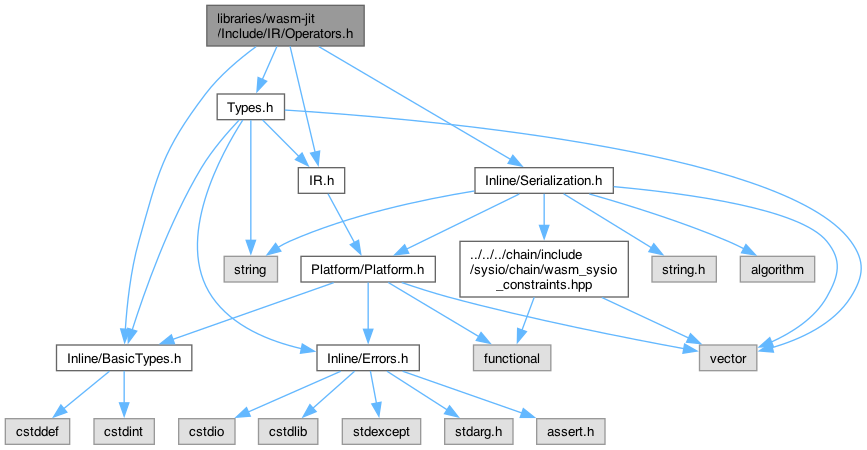 libraries/wasm-jit
/Include/IR/Operators.h
Types.h
IR.h
Inline/Serialization.h
string
Platform/Platform.h
../../../chain/include
/sysio/chain/wasm_sysio
_constraints.hpp
string.h
algorithm
Inline/BasicTypes.h
Inline/Errors.h
functional
vector
cstddef
cstdint
cstdio
cstdlib
stdexcept
stdarg.h
assert.h